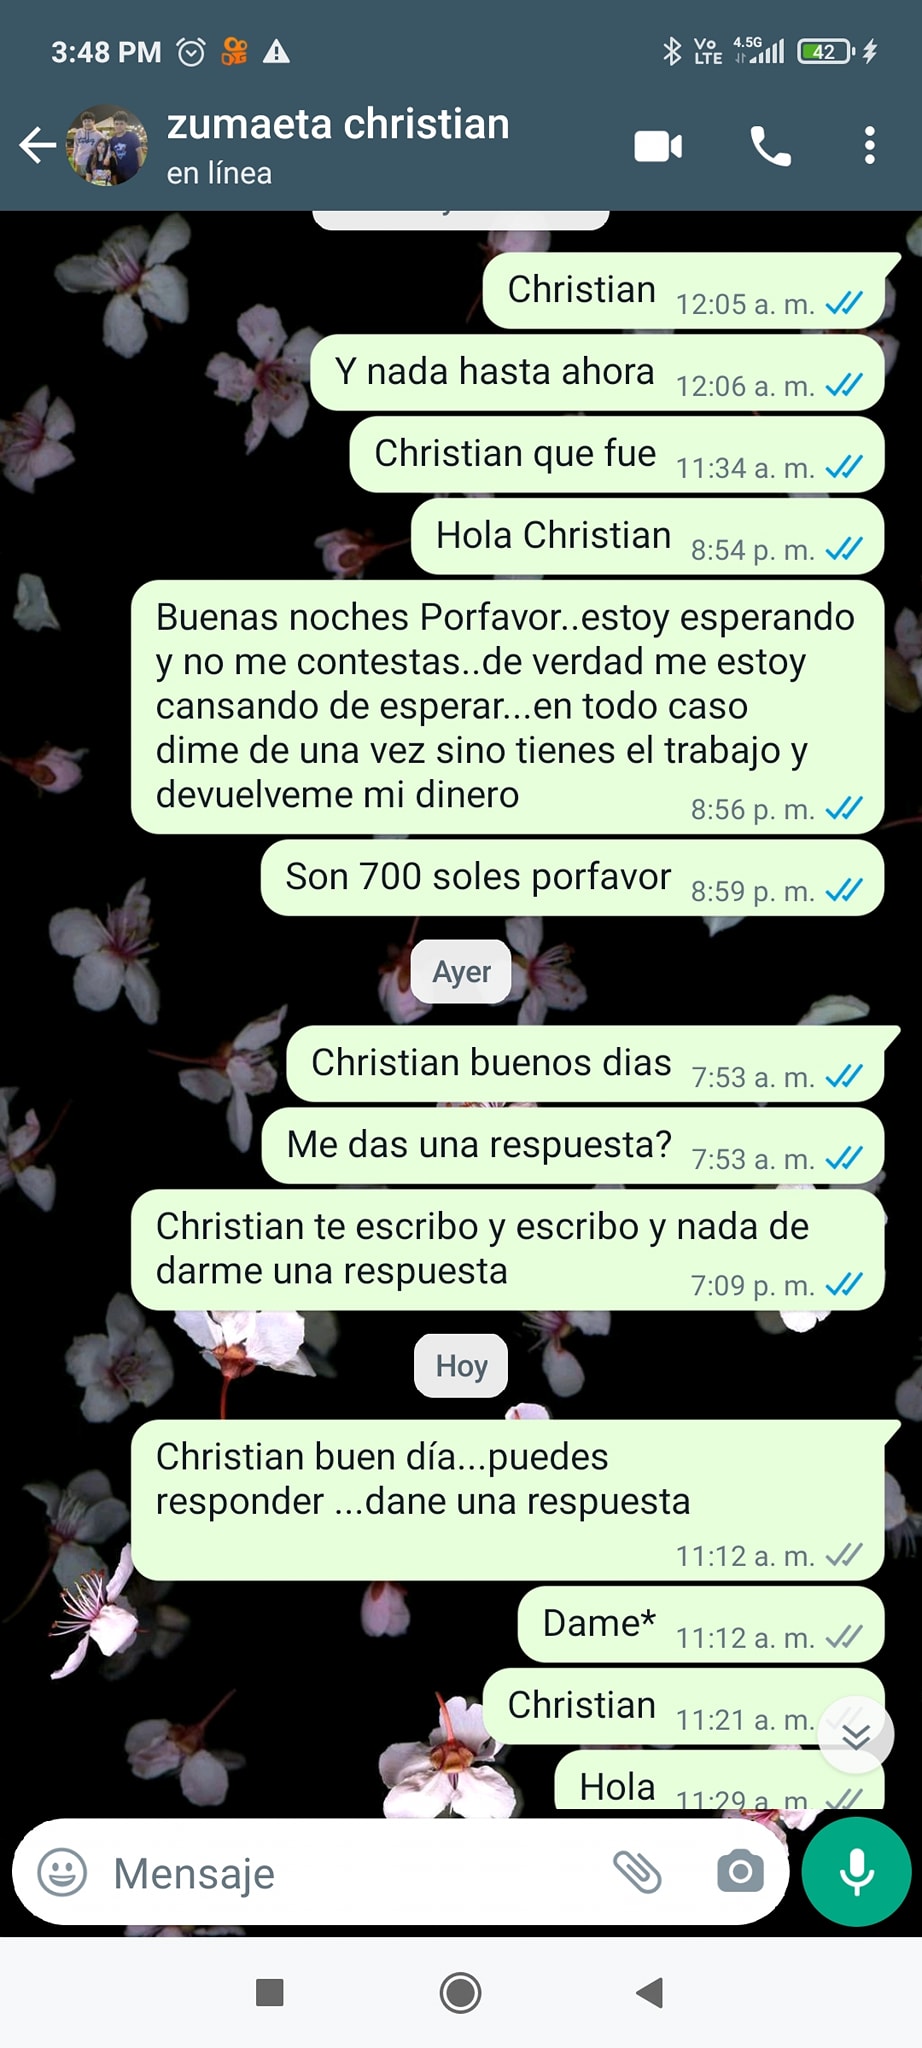 3:48 PM
Vo LTE 4.5G 42
zumaeta christian
en línea
Christian 12:05 a. m.
Y nada hasta ahora 12:06 a. m.
Christian que fue 11:34 a. m.
Hola Christian 8:54 p. m.
Buenas noches Porfavor..estoy esperando
y no me contestas..de verdad me estoy
cansando de esperar...en todo caso
dime de una vez sino tienes el trabajo y
devuelveme mi dinero 8:56 p. m.
Son 700 soles porfavor 8:59 p. m.
Ayer
Christian buenos dias 7:53 a. m.
Me das una respuesta? 7:53 a. m.
Christian te escribo y escribo y nada de
darme una respuesta 7:09 p. m.
Hoy
Christian buen día...puedes
responder ...dane una respuesta
11:12 a. m.
Dame* 11:12 a. m.
Christian 11:21 a. m.
Hola 11:29 a. m.
Mensaje